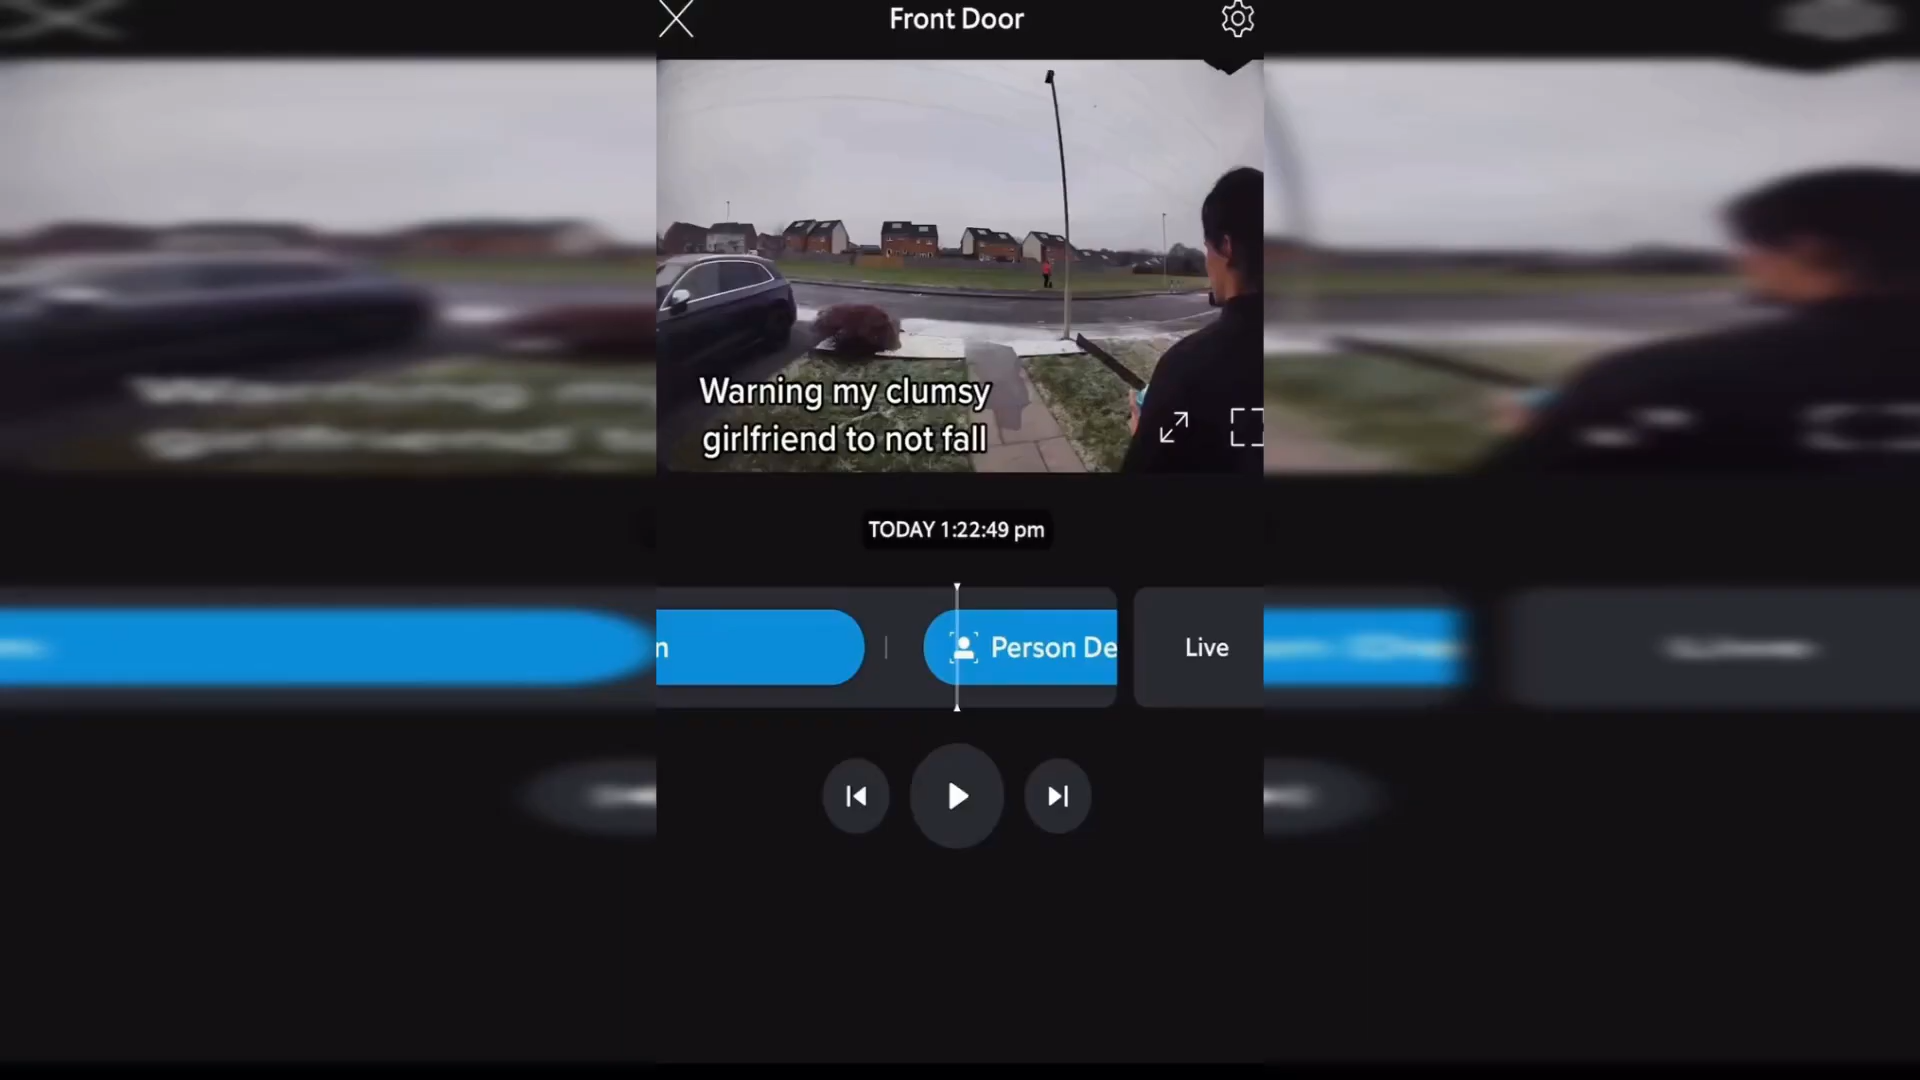 Front Door
Warning my clumsy
girlfriend to not fall
TODAY 1:22:49 pm
n
Person De
Live